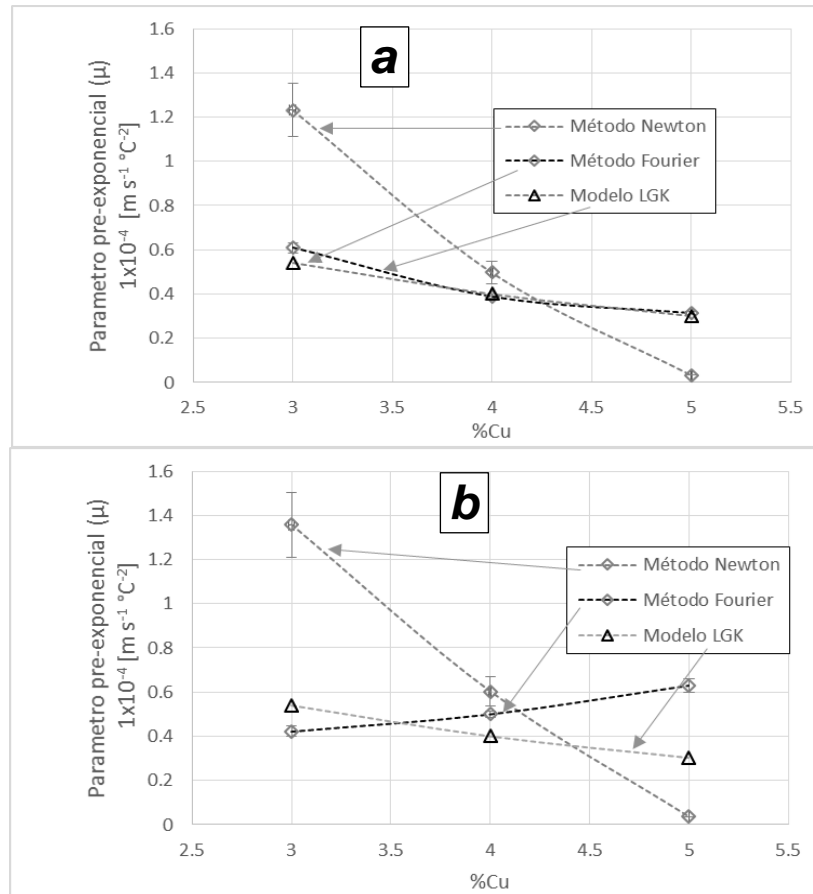 a
Parametro pre-exponencial (µ)
1x10⁻⁴ [m s⁻¹ °C⁻²]
1.6
1.4
1.2
1
0.8
0.6
0.4
0.2
0
Método Newton
Método Fourier
Modelo LGK
2.5 3 3.5 4 4.5 5 5.5
%Cu
b
Parametro pre-exponencial (µ)
1x10⁻⁴ [m s⁻¹ °C⁻²]
1.6
1.4
1.2
1
0.8
0.6
0.4
0.2
0
Método Newton
Método Fourier
Modelo LGK
2.5 3 3.5 4 4.5 5 5.5
%Cu